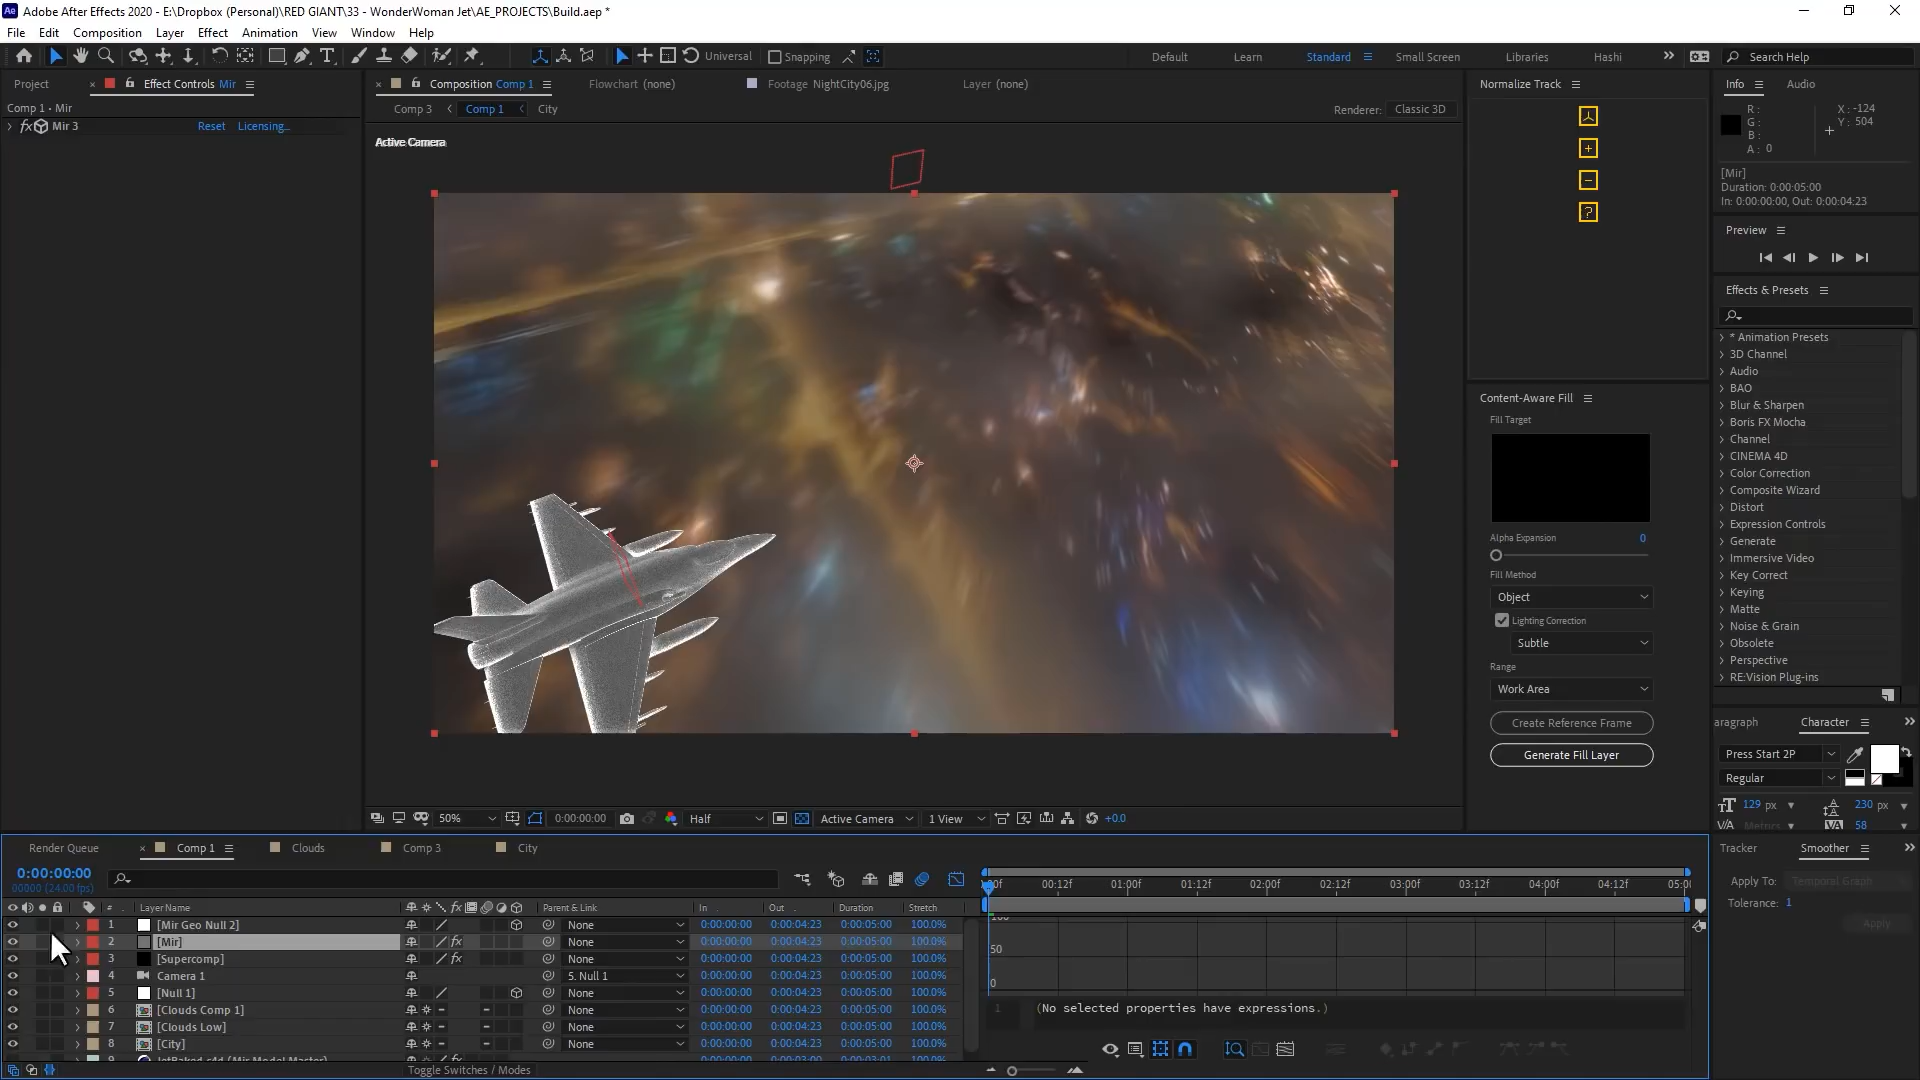 Adobe After Effects 2020 - E:\Dropbox (Personal)\RED GIANT\33 - WonderWoman Jet\AE_PROJECTS\Build.aep *
File Edit Composition Layer Effect Animation View Window Help
Universal Snapping Default Learn Standard Small Screen Libraries Hashi Search Help
Project Effect Controls Mir Composition Comp 1 Flowchart (none) Footage NightCity06.jpg Layer (none) Normalize Track Info Audio
Comp 1 • Mir
Comp 3 Comp 1 City Renderer: Classic 3D
fx Mir 3 Reset Licensing...
Active Camera
R: X: -124
G: Y: 504
B:
A: 0
[Mir]
Duration: 0:00:05:00
In: 0:00:00:00, Out: 0:00:04:23
Preview
Effects & Presets
* Animation Presets
3D Channel
Audio
BAO
Blur & Sharpen
Boris FX Mocha
Channel
CINEMA 4D
Color Correction
Composite Wizard
Distort
Expression Controls
Generate
Immersive Video
Key Correct
Keying
Matte
Noise & Grain
Obsolete
Perspective
RE:Vision Plug-ins
Content-Aware Fill
Fill Target
Alpha Expansion 0
Fill Method
Object
Lighting Correction
Subtle
Range
Work Area
Create Reference Frame
Generate Fill Layer
aragraph Character
Press Start 2P
Regular
129 px 230 px
Metrics 58
50% 0:00:00:00 Half Active Camera 1 View +0.0
Render Queue Comp 1 Clouds Comp 3 City
Tracker Smoother
0:00:00:00
00000 (24.00 fps)
00f 00:12f 01:00f 01:12f 02:00f 02:12f 03:00f 03:12f 04:00f 04:12f 05:00
Apply To: Temporal Graph
Tolerance: 1
Apply
# Layer Name fx Parent & Link In Out Duration Stretch
1 [Mir Geo Null 2] None 0:00:00:00 0:00:04:23 0:00:05:00 100.0%
2 [Mir] fx None 0:00:00:00 0:00:04:23 0:00:05:00 100.0%
3 [Supercomp] fx None 0:00:00:00 0:00:04:23 0:00:05:00 100.0%
4 Camera 1 5. Null 1 0:00:00:00 0:00:04:23 0:00:05:00 100.0%
5 [Null 1] None 0:00:00:00 0:00:04:23 0:00:05:00 100.0%
6 [Clouds Comp 1] None 0:00:00:00 0:00:04:23 0:00:05:00 100.0%
7 [Clouds Low] None 0:00:00:00 0:00:04:23 0:00:05:00 100.0%
8 [City] None 0:00:00:00 0:00:04:23 0:00:05:00 100.0%
100
50
0
1 (No selected properties have expressions.)
Toggle Switches / Modes